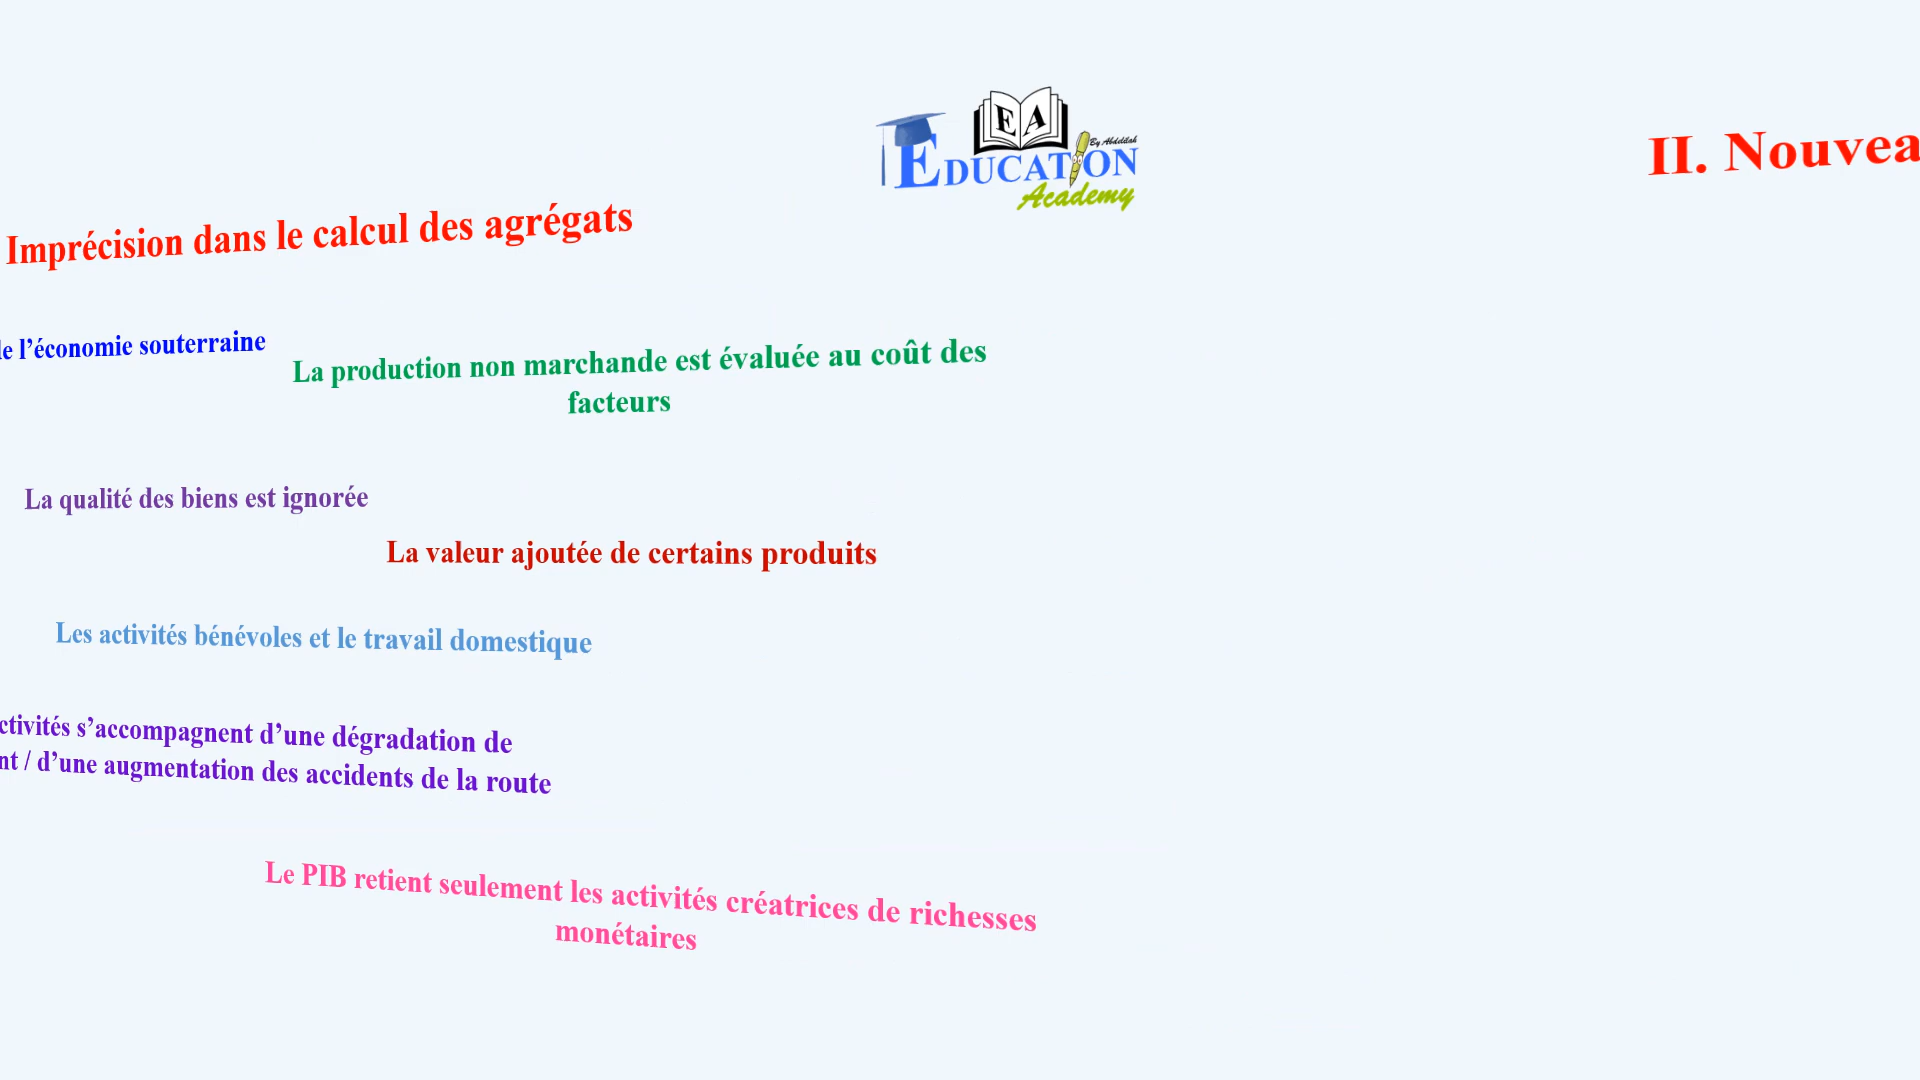 EA
By Abdelilah
EDUCATION
Academy
II. Nouvea
Imprécision dans le calcul des agrégats
le l’économie souterraine
La production non marchande est évaluée au coût des
facteurs
La qualité des biens est ignorée
La valeur ajoutée de certains produits
Les activités bénévoles et le travail domestique
ctivités s’accompagnent d’une dégradation de
nt / d’une augmentation des accidents de la route
Le PIB retient seulement les activités créatrices de richesses
monétaires